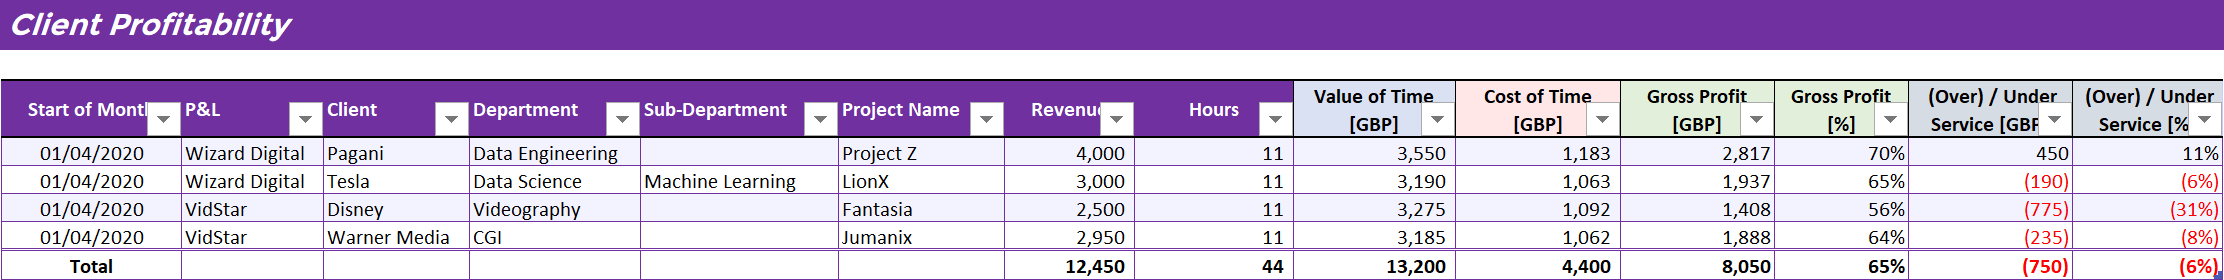 Client Profitability
Start of Month P&L Client Department Sub-Department Project Name Revenue Hours Value of Time [GBP] Cost of Time [GBP] Gross Profit [GBP] Gross Profit [%] (Over) / Under Service [GBP (Over) / Under Service [%
01/04/2020 Wizard Digital Pagani Data Engineering Project Z 4,000 11 3,550 1,183 2,817 70% 450 11%
01/04/2020 Wizard Digital Tesla Data Science Machine Learning LionX 3,000 11 3,190 1,063 1,937 65% (190) (6%)
01/04/2020 VidStar Disney Videography Fantasia 2,500 11 3,275 1,092 1,408 56% (775) (31%)
01/04/2020 VidStar Warner Media CGI Jumanix 2,950 11 3,185 1,062 1,888 64% (235) (8%)
Total 12,450 44 13,200 4,400 8,050 65% (750) (6%)